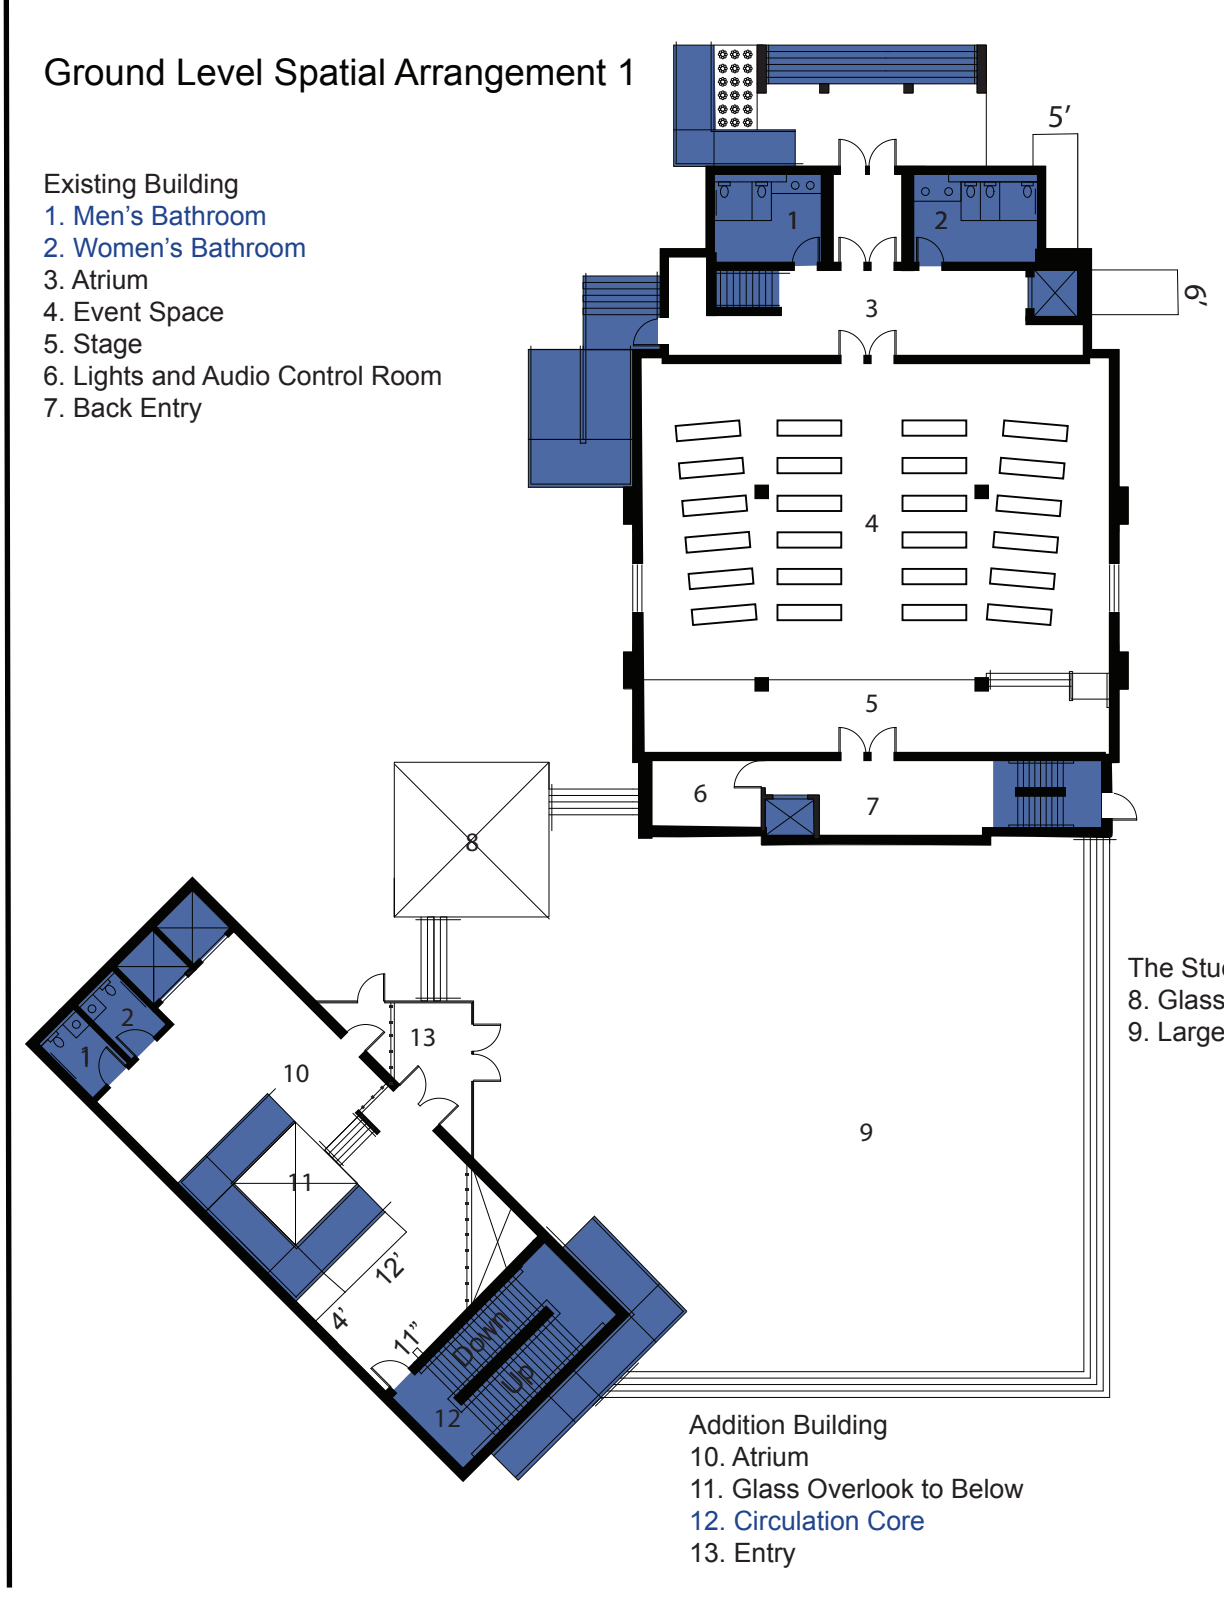 Ground Level Spatial Arrangement 1
5’
Existing Building
1. Men’s Bathroom
2. Women’s Bathroom
3. Atrium
4. Event Space
5. Stage
6. Lights and Audio Control Room
7. Back Entry
1
2
3
6’
4
5
6
7
8
The Stu
8. Glass
9. Large
2
1
13
10
9
11
12’
4’
11”
Down
Up
12
Addition Building
10. Atrium
11. Glass Overlook to Below
12. Circulation Core
13. Entry